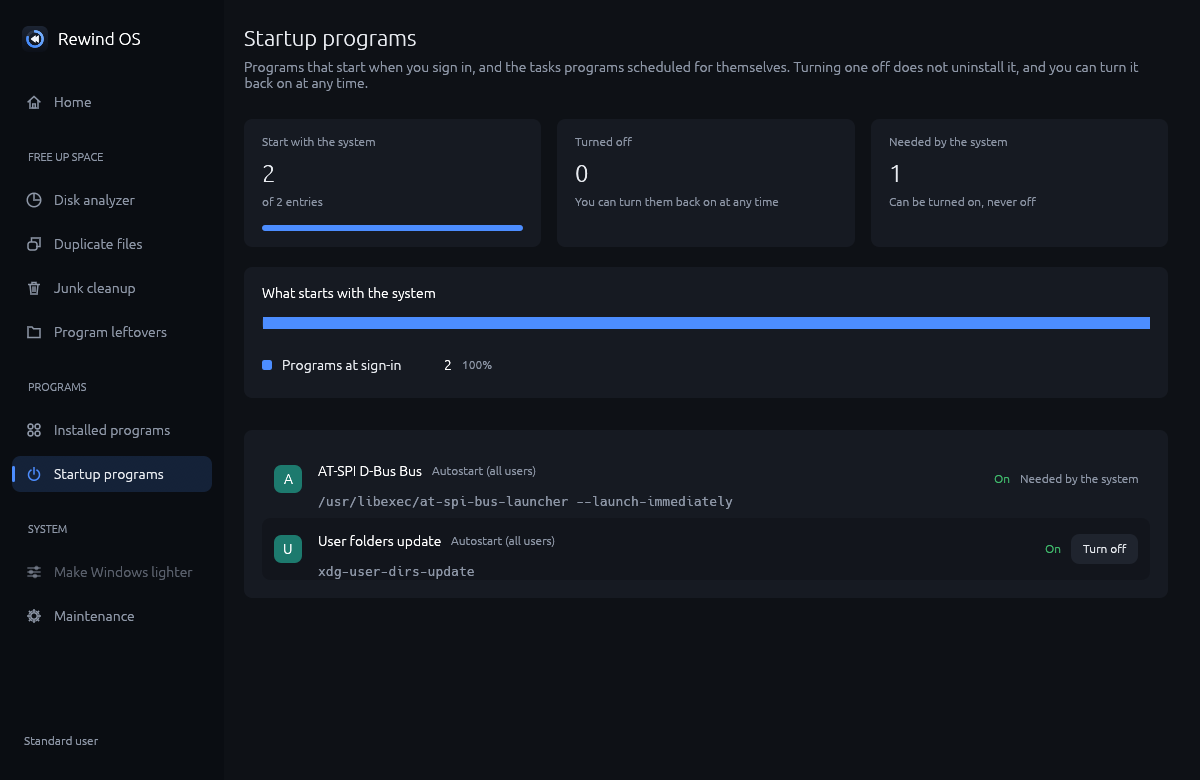 Rewind OS
Home
FREE UP SPACE
Disk analyzer
Duplicate files
Junk cleanup
Program leftovers
PROGRAMS
Installed programs
Startup programs
SYSTEM
Make Windows lighter
Maintenance
Standard user
Startup programs
Programs that start when you sign in, and the tasks programs scheduled for themselves. Turning one off does not uninstall it, and you can turn it
back on at any time.
Start with the system
2
of 2 entries
Turned off
0
You can turn them back on at any time
Needed by the system
1
Can be turned on, never off
What starts with the system
Programs at sign-in 2 100%
A
AT-SPI D-Bus Bus Autostart (all users)
/usr/libexec/at-spi-bus-launcher --launch-immediately
On Needed by the system
U
User folders update Autostart (all users)
xdg-user-dirs-update
On Turn off